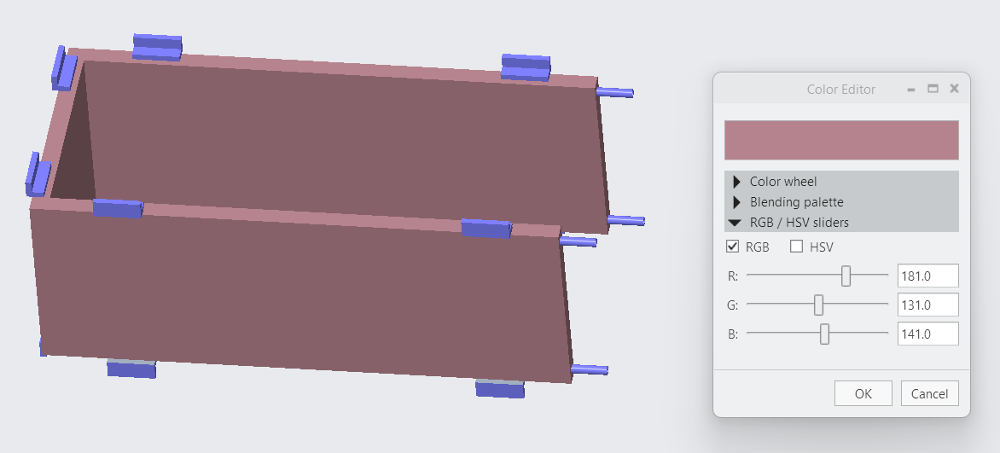 Color Editor
Color wheel
Blending palette
RGB / HSV sliders
RGB HSV
R: 181.0
G: 131.0
B: 141.0
OK Cancel